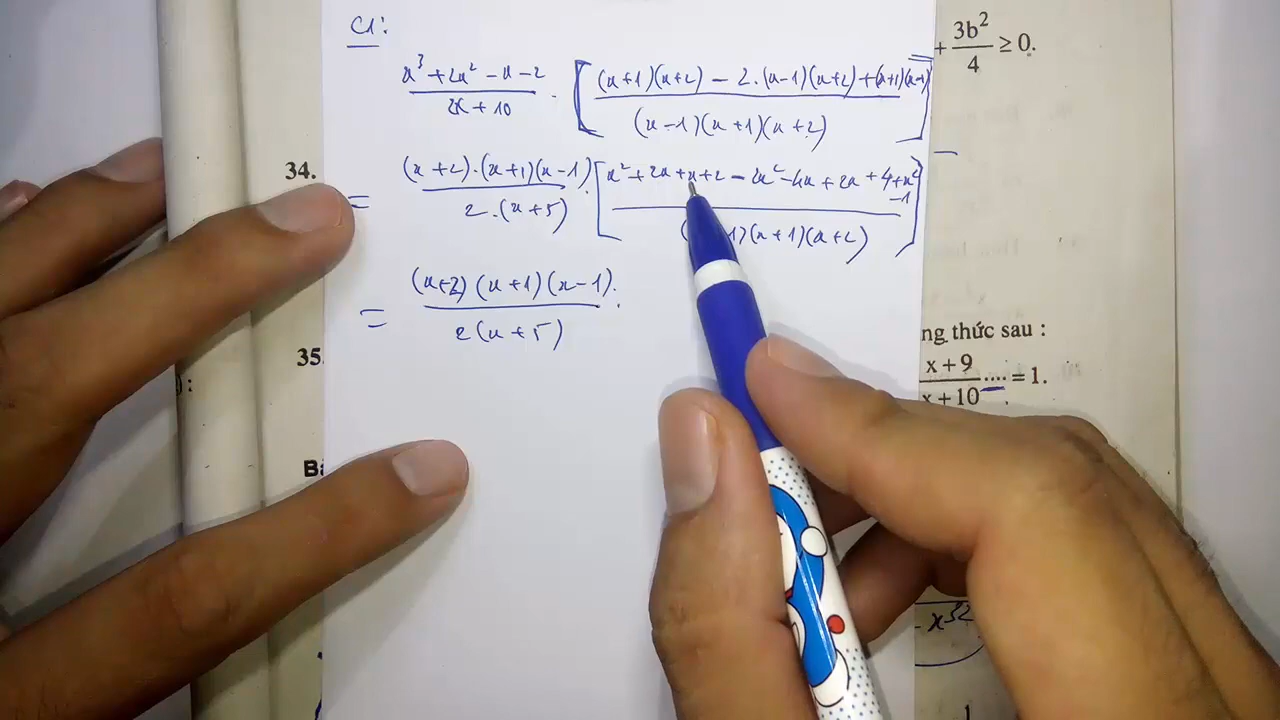 C1:
+ 3b²/4 ≥ 0.
x³ + 2x² - x - 2 / 2x + 10 . [ (x+1)(x+2) - 2.(x-1)(x+2) + (x+1)(x-1) / (x-1)(x+1)(x+2) ]
34.
= (x+2).(x+1)(x-1) / 2.(x+5) . [ x² + 2x + x + 2 - 2x² - 4x + 2x + 4 + x² - 1 / 1)(x+1)(x+2) ]
= (x+2)(x+1)(x-1) / 2(x+5) .
ng thức sau :
35.
x + 9 / x + 10 .... = 1.
- x³²
1